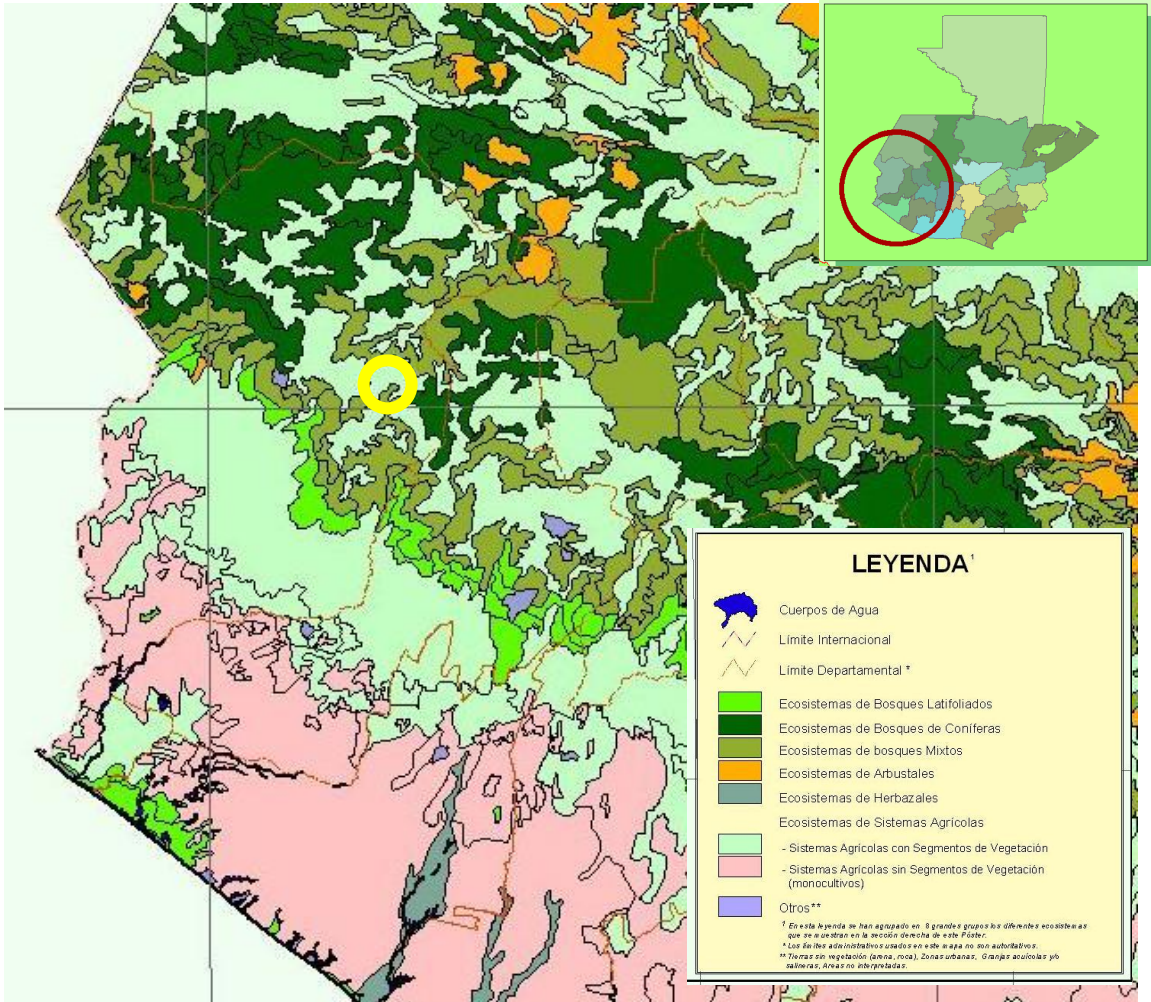 LEYENDA¹
Cuerpos de Agua
Límite Internacional
Límite Departamental *
Ecosistemas de Bosques Latifoliados
Ecosistemas de Bosques de Coníferas
Ecosistemas de bosques Mixtos
Ecosistemas de Arbustales
Ecosistemas de Herbazales
Ecosistemas de Sistemas Agrícolas
- Sistemas Agrícolas con Segmentos de Vegetación
- Sistemas Agrícolas sin Segmentos de Vegetación
(monocultivos)
Otros**
¹ En esta leyenda se han agrupado en 8 grandes grupos los diferentes ecosistemas
que se muestran en la sección derecha de este Póster.
* Los límites administrativos usados en este mapa no son autoritativos.
** Tierras sin vegetación (arena, roca), Zonas urbanas, Granjas acuícolas y/o
salineras, Areas no interpretadas.